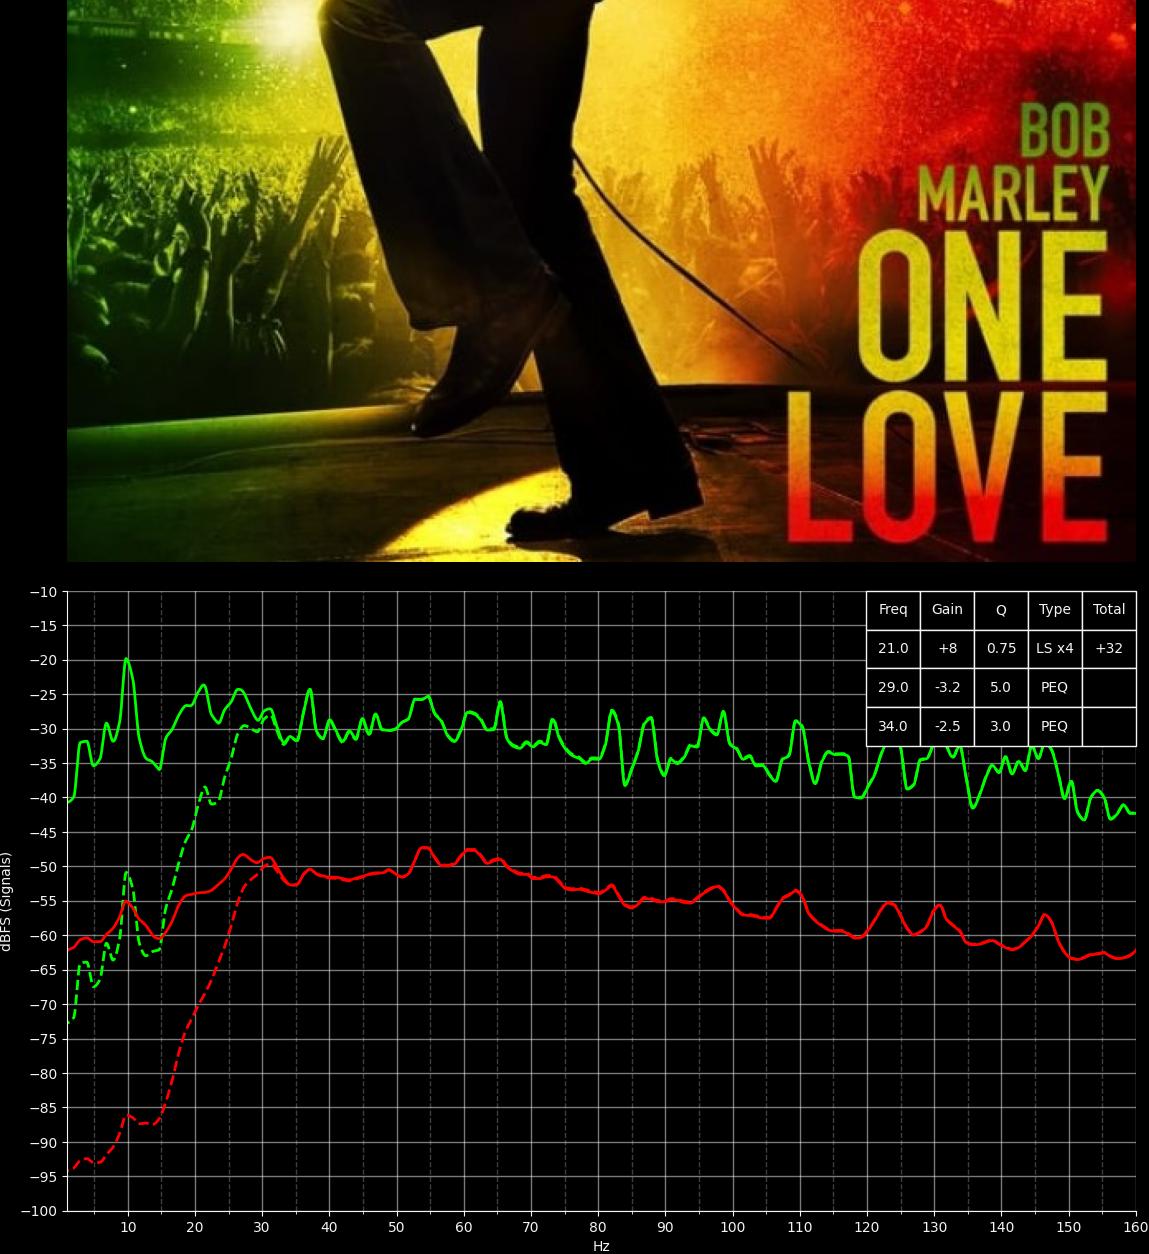 BOB
MARLEY
ONE
LOVE
Freq Gain Q Type Total
21.0 +8 0.75 LS x4 +32
29.0 -3.2 5.0 PEQ
34.0 -2.5 3.0 PEQ
−10
−15
−20
−25
−30
−35
−40
−45
−50
−55
−60
−65
−70
−75
−80
−85
−90
−95
−100
dBFS (Signals)
10 20 30 40 50 60 70 80 90 100 110 120 130 140 150 160
Hz